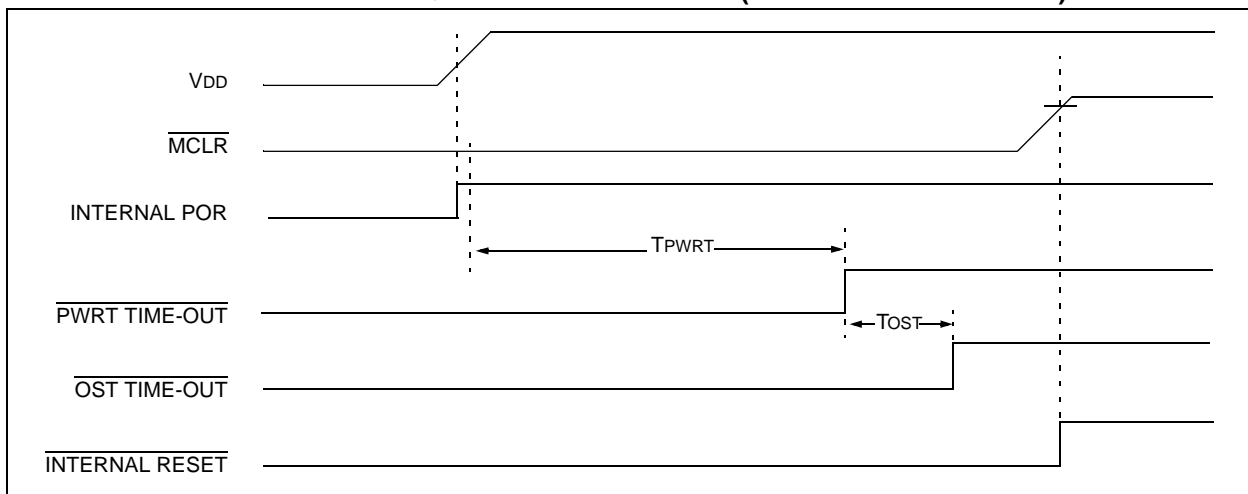 VDD
MCLR
INTERNAL POR
TPWRT
PWRT TIME-OUT
TOST
OST TIME-OUT
INTERNAL RESET